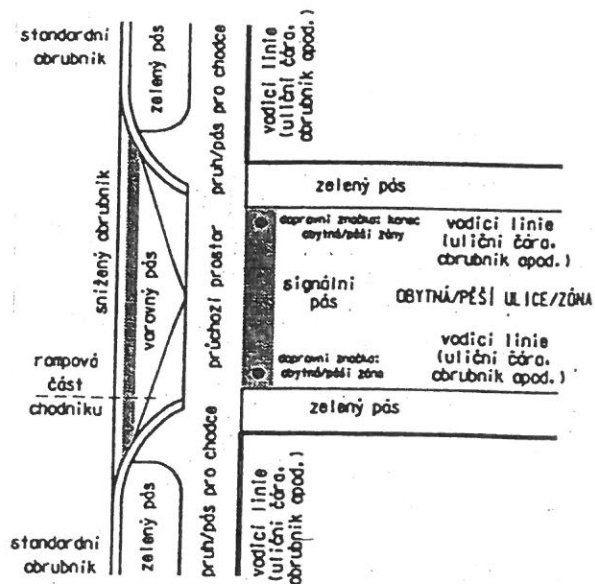 standardní
obrubník
zelený pás
pruh/pás pro chodce
vodicí linie
(uliční čára,
obrubník apod.)
zelený pás
snížený obrubník
varovný pás
průchozí prostor
dopravní značka: konec
obytné/pěší zóny
vodicí linie
(uliční čára,
obrubník apod.)
signální
pás
OBYTNÁ/PĚŠÍ ULICE/ZÓNA
rampová
část
chodníku
dopravní značka:
obytná/pěší zóna
vodicí linie
(uliční čára,
obrubník apod.)
zelený pás
standardní
obrubník
zelený pás
pruh/pás pro chodce
vodicí linie
(uliční čára,
obrubník apod.)